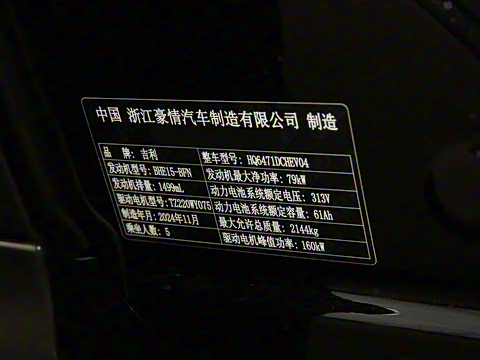 中国 浙江豪情汽车制造有限公司 制造
品 牌: 吉利 整车型号: HQ6471DCHEV04
发动机型号: BHE15-BFN 发动机最大净功率: 79kW
发动机排量: 1499mL 动力电池系统额定电压: 313V
驱动电机型号: TZ220WY075 动力电池系统额定容量: 61Ah
制造年月: 2024年11月 最大允许总质量: 2144kg
乘坐人数: 5 驱动电机峰值功率: 160kW